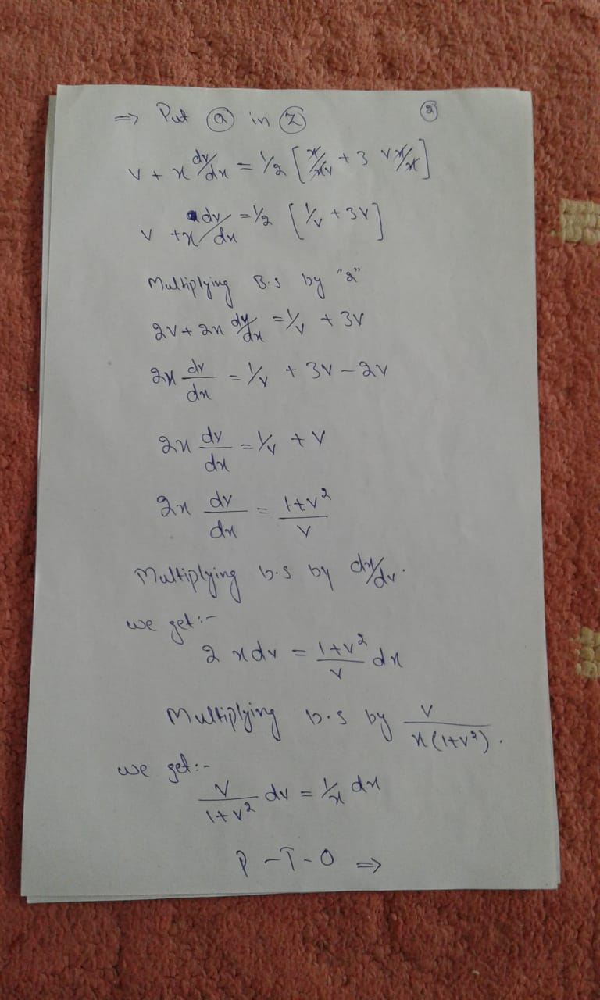 ⇒ Put ⓐ in ② ②
v + x dv/dx = 1/2 [x/xv + 3 vx/x]
v + x dv/dx = 1/2 [1/v + 3v]
Multiplying B.s by "2"
2v + 2x dv/dx = 1/v + 3v
2x dv/dx = 1/v + 3v - 2v
2x dv/dx = 1/v + v
2x dv/dx = (1+v²)/v
Multiplying b.s by dx/dv.
we get:-
2 x dv = (1+v²)/v dx
Multiplying b.s by v/(x(1+v²)).
we get:-
v/(1+v²) dv = 1/x dx
P-T-O ⇒